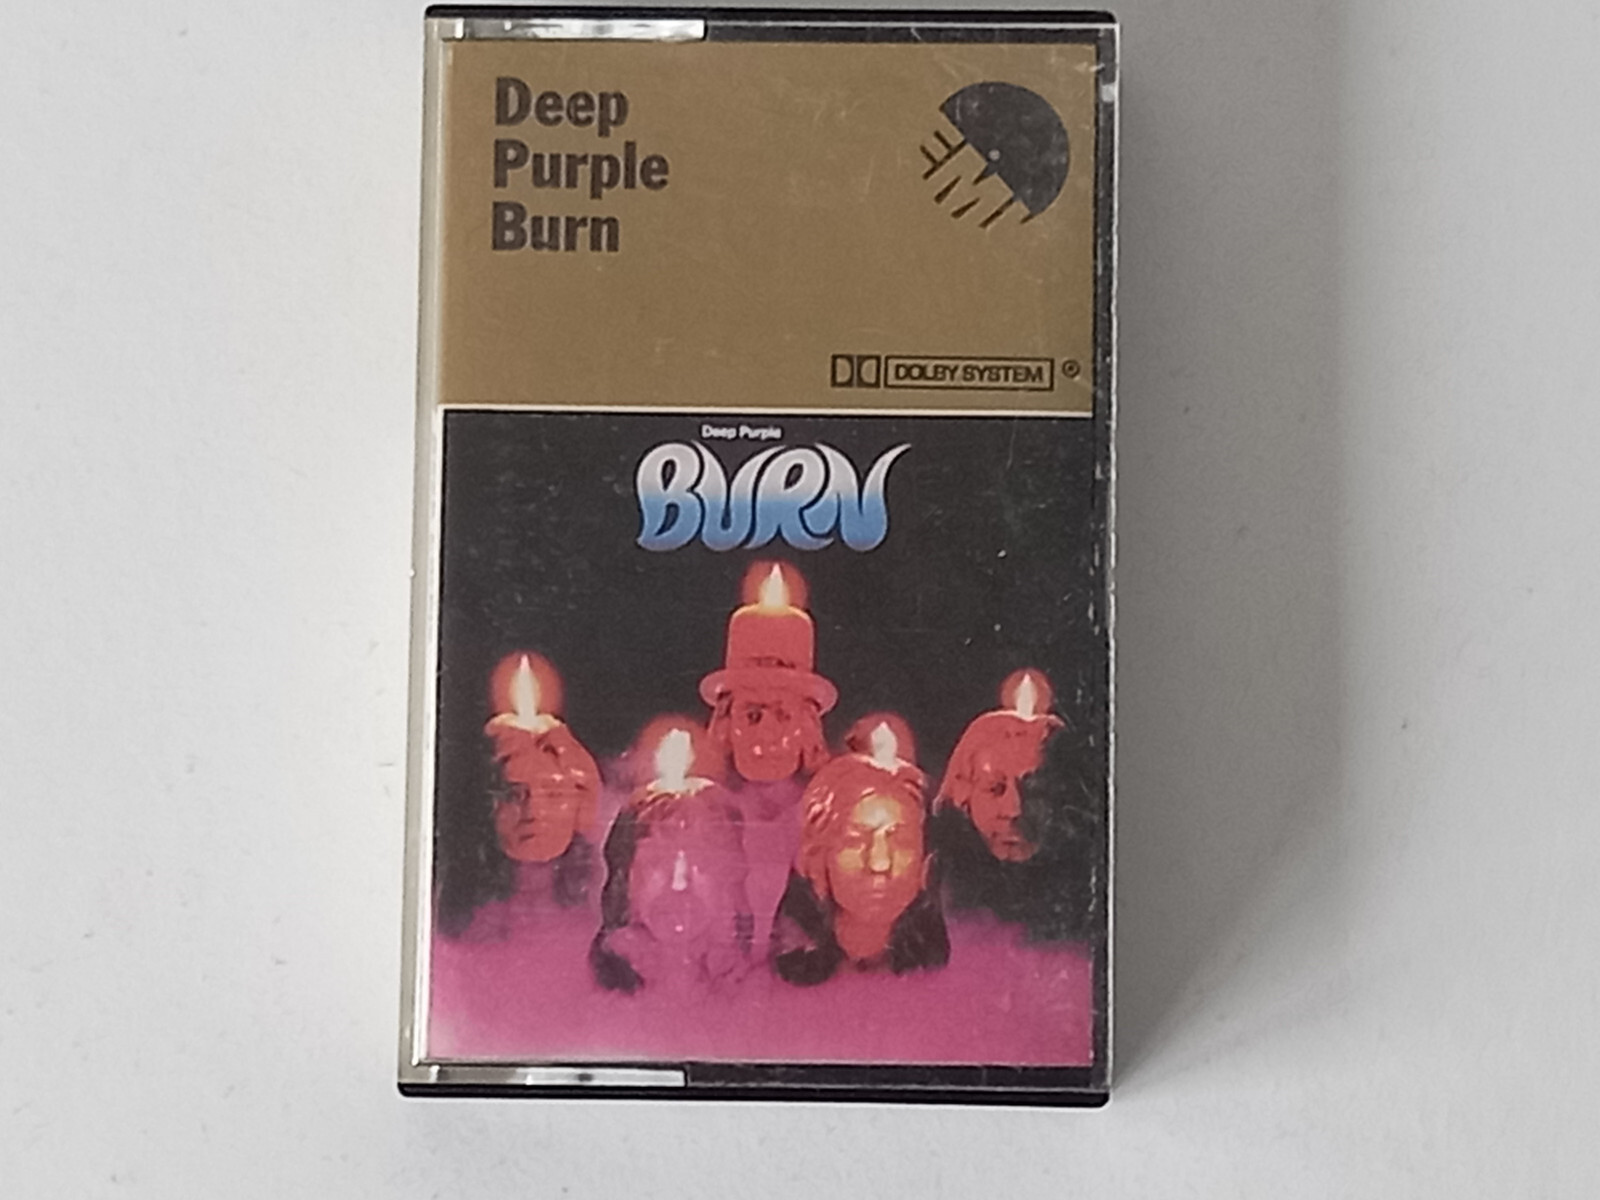 Deep
Purple
Burn
EMI
DOLBY SYSTEM ®
Deep Purple
BURN